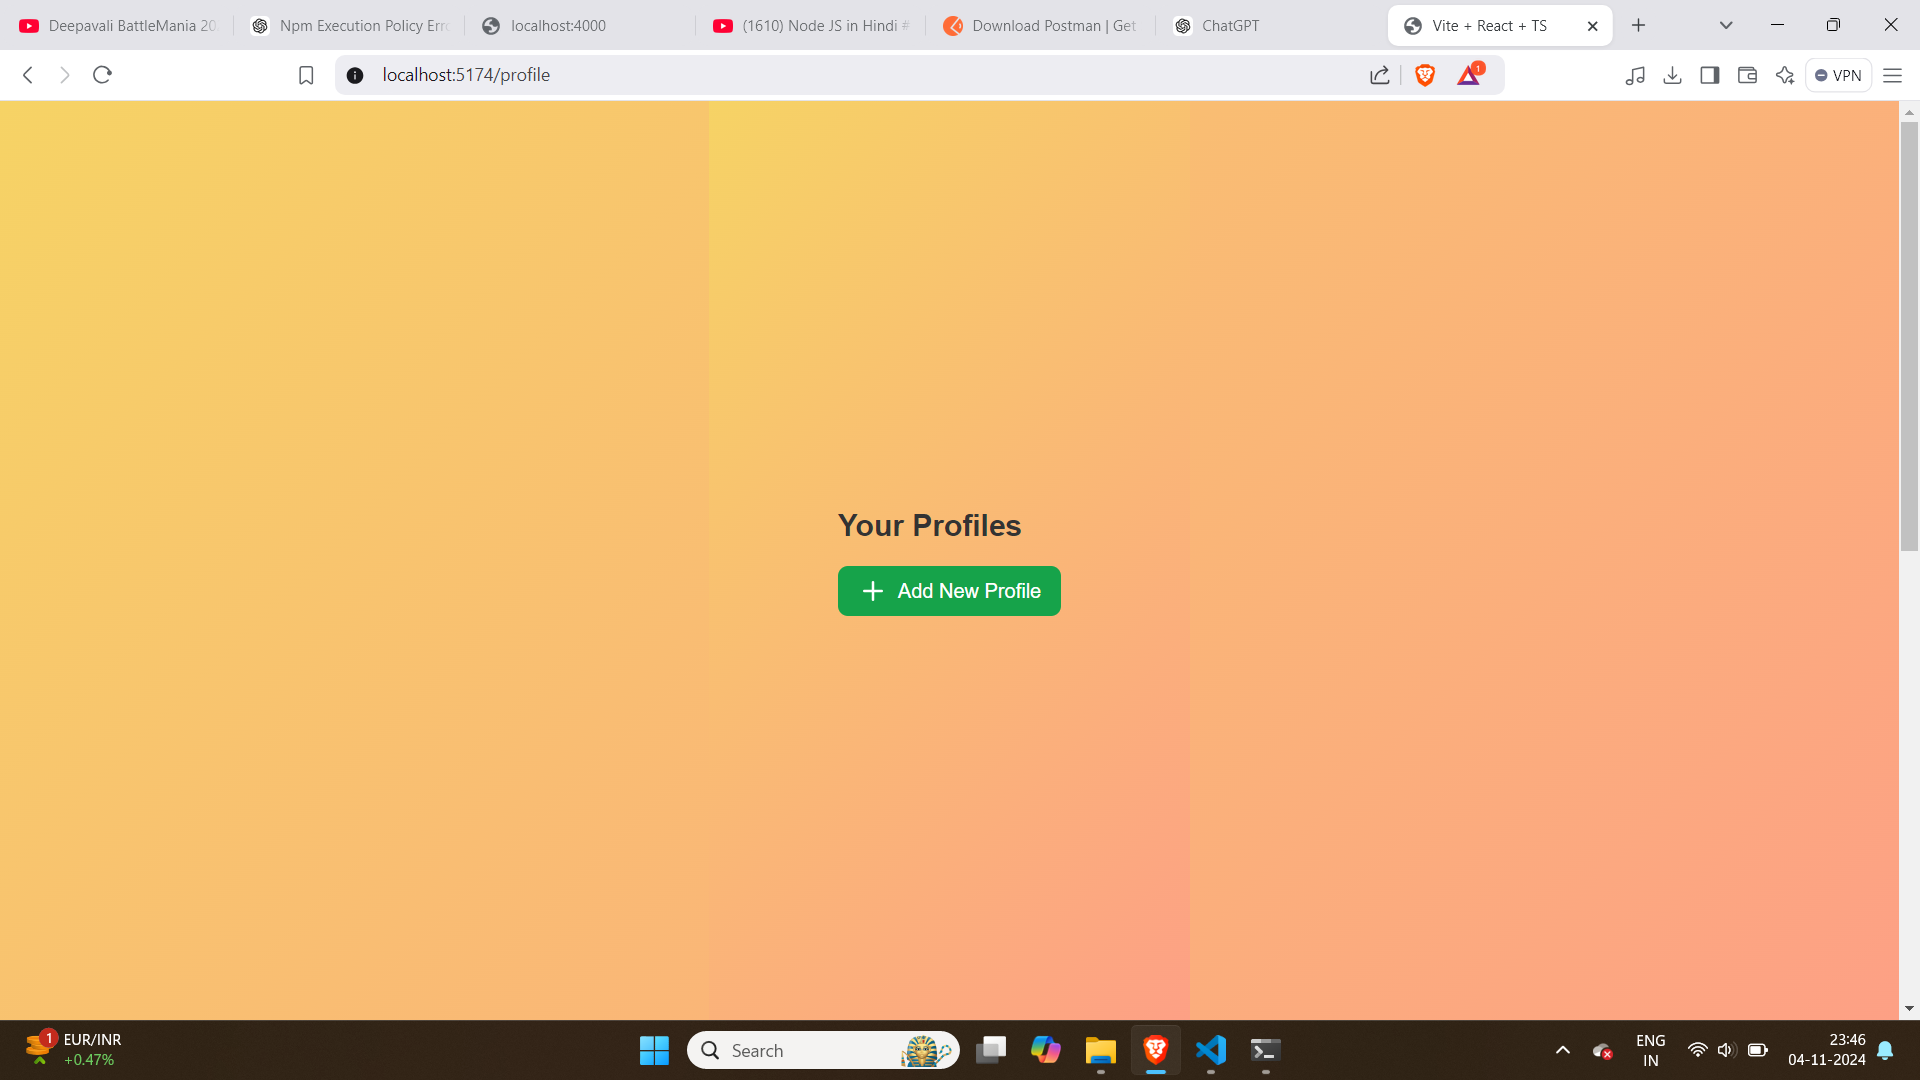 Deepavali BattleMania 20
Npm Execution Policy Erro
localhost:4000
(1610) Node JS in Hindi #
Download Postman | Get
ChatGPT
Vite + React + TS
localhost:5174/profile
1
VPN
Your Profiles
Add New Profile
1
EUR/INR
+0.47%
Search
ENG
IN
23:46
04-11-2024